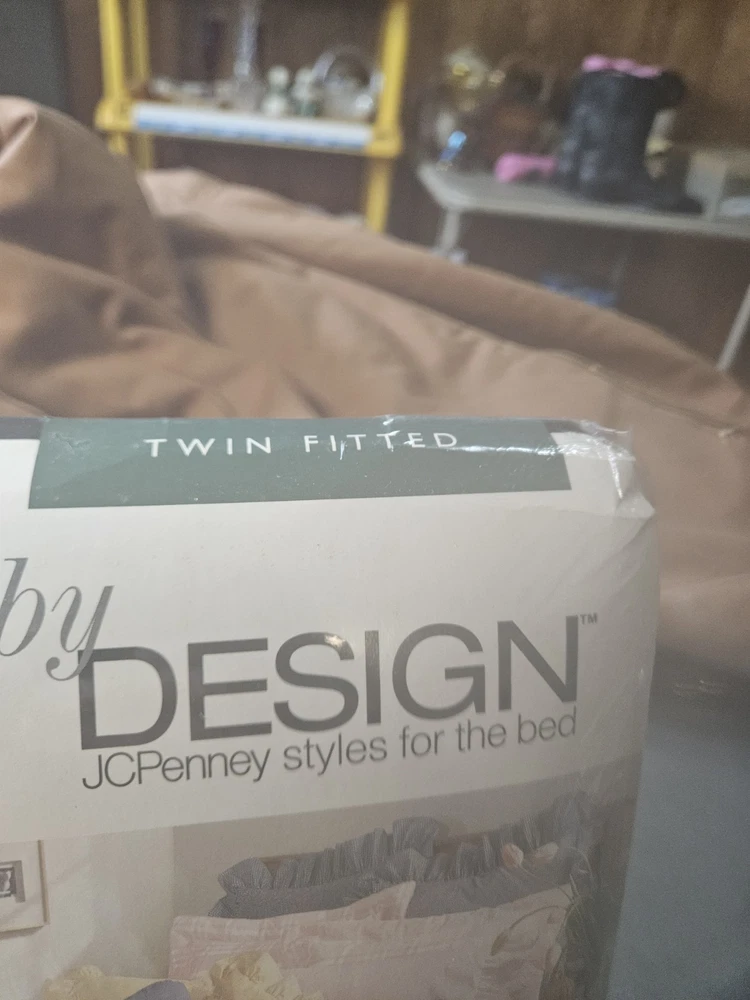 TWIN FITTED
by
DESIGN™
JCPenney styles for the bed